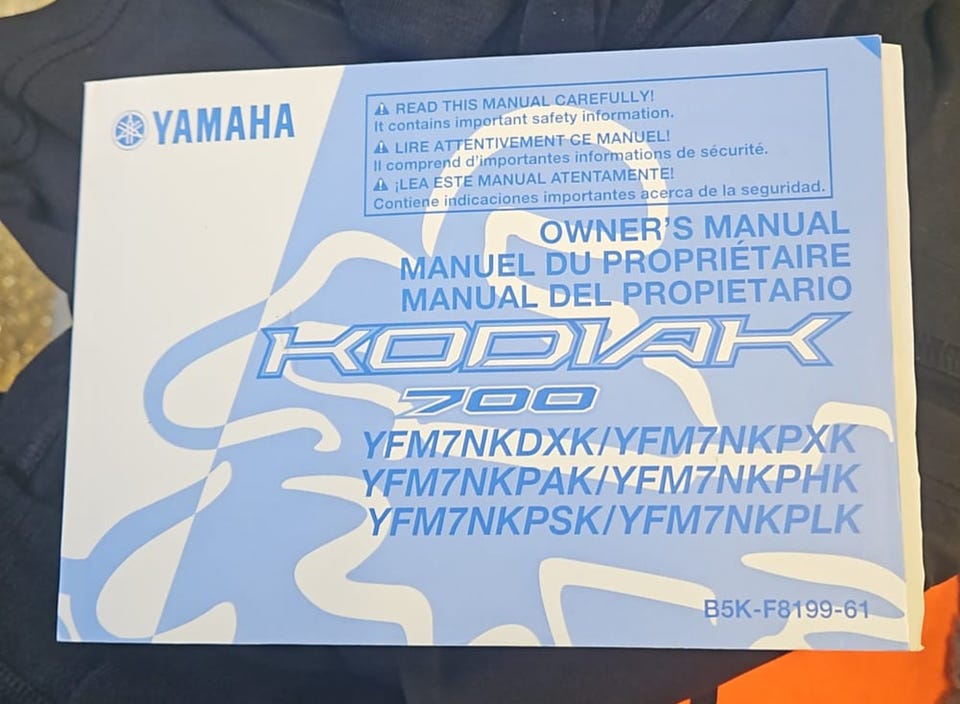 YAMAHA
⚠ READ THIS MANUAL CAREFULLY!
It contains important safety information.
⚠ LIRE ATTENTIVEMENT CE MANUEL!
Il comprend d'importantes informations de sécurité.
⚠ ¡LEA ESTE MANUAL ATENTAMENTE!
Contiene indicaciones importantes acerca de la seguridad.
OWNER'S MANUAL
MANUEL DU PROPRIÉTAIRE
MANUAL DEL PROPIETARIO
KODIAK
700
YFM7NKDXK/YFM7NKPXK
YFM7NKPAK/YFM7NKPHK
YFM7NKPSK/YFM7NKPLK
B5K-F8199-61